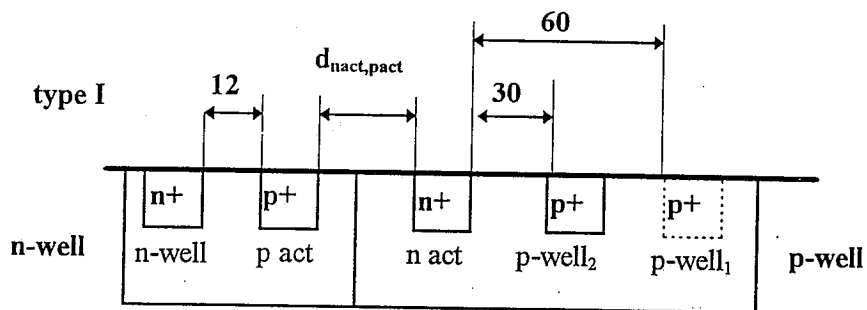 60
d_nact,pact
type I
12
30
n+ p+ n+ p+ p+
n-well n-well p act n act p-well₂ p-well₁ p-well